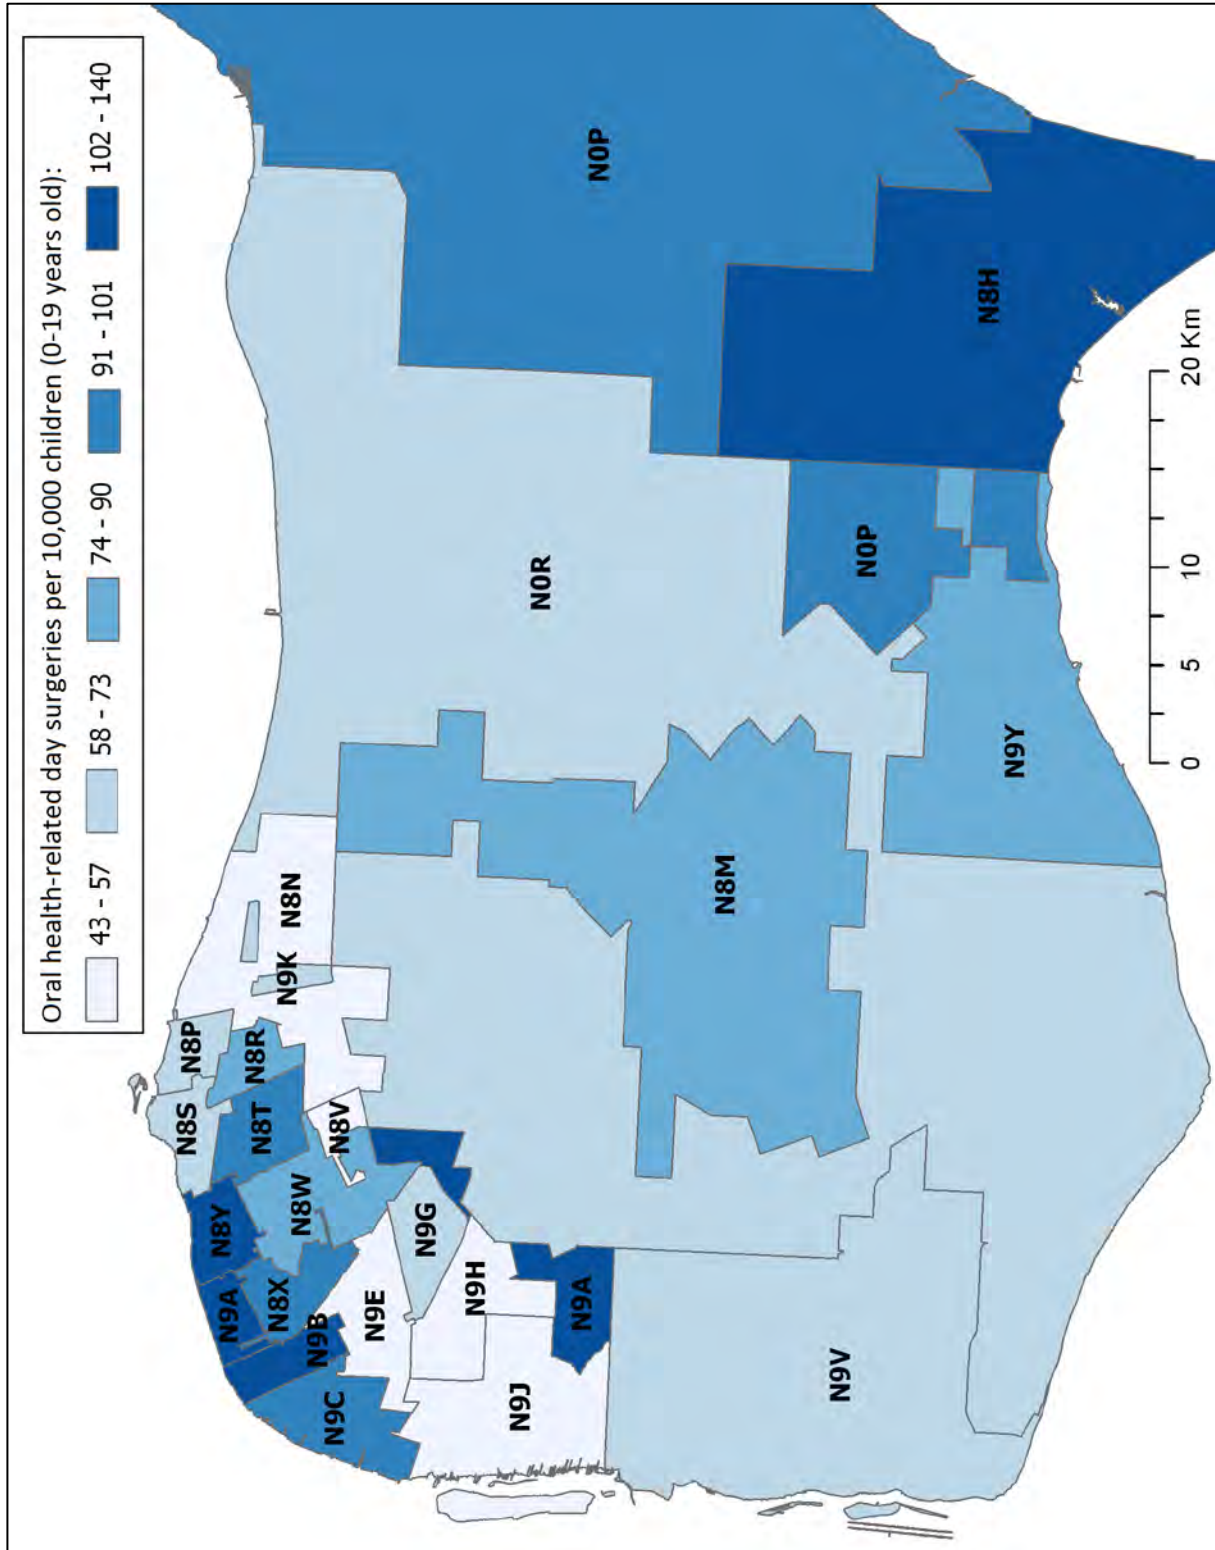 Oral health-related day surgeries per 10,000 children (0-19 years old):
43 - 57
58 - 73
74 - 90
91 - 101
102 - 140
N8P
N8S
N8R
N8T
N8N
N9K
N8V
N8Y
N8W
N9A
N8X
N9B
N9C
N9E
N9G
N9H
N9J
N9A
N0R
N0P
N8M
N0P
N8H
N9V
N9Y
0
5
10
20 Km